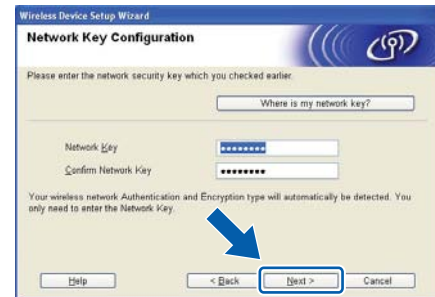 Wireless Device Setup Wizard
Network Key Configuration
Please enter the network security key which you checked earlier.
Where is my network key?
Network Key
Confirm Network Key
Your wireless network Authentication and Encryption type will automatically be detected. You
only need to enter the Network Key.
Help
< Back
Next >
Cancel